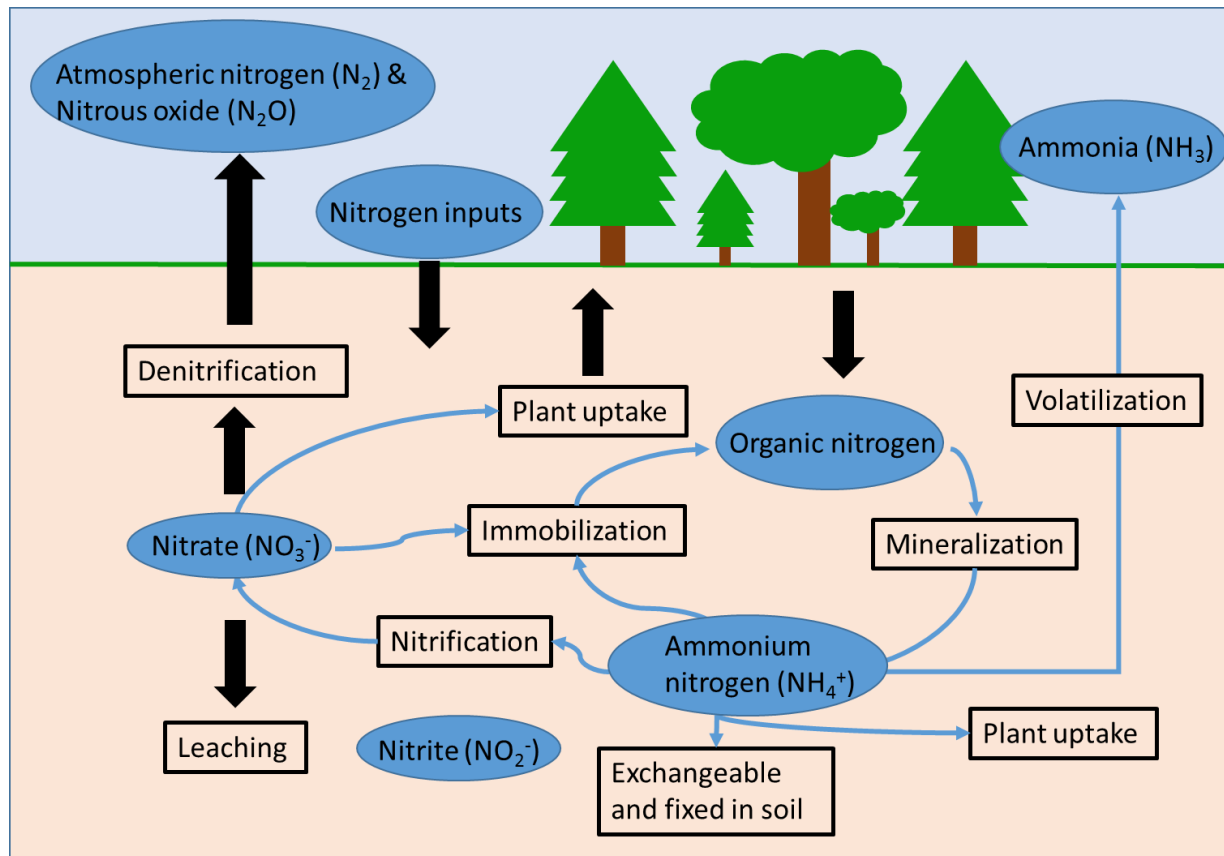 Atmospheric nitrogen (N₂) &
Nitrous oxide (N₂O)
Ammonia (NH₃)
Nitrogen inputs
Denitrification
Plant uptake
Volatilization
Organic nitrogen
Nitrate (NO₃⁻)
Immobilization
Mineralization
Nitrification
Ammonium
nitrogen (NH₄⁺)
Leaching
Nitrite (NO₂⁻)
Plant uptake
Exchangeable
and fixed in soil